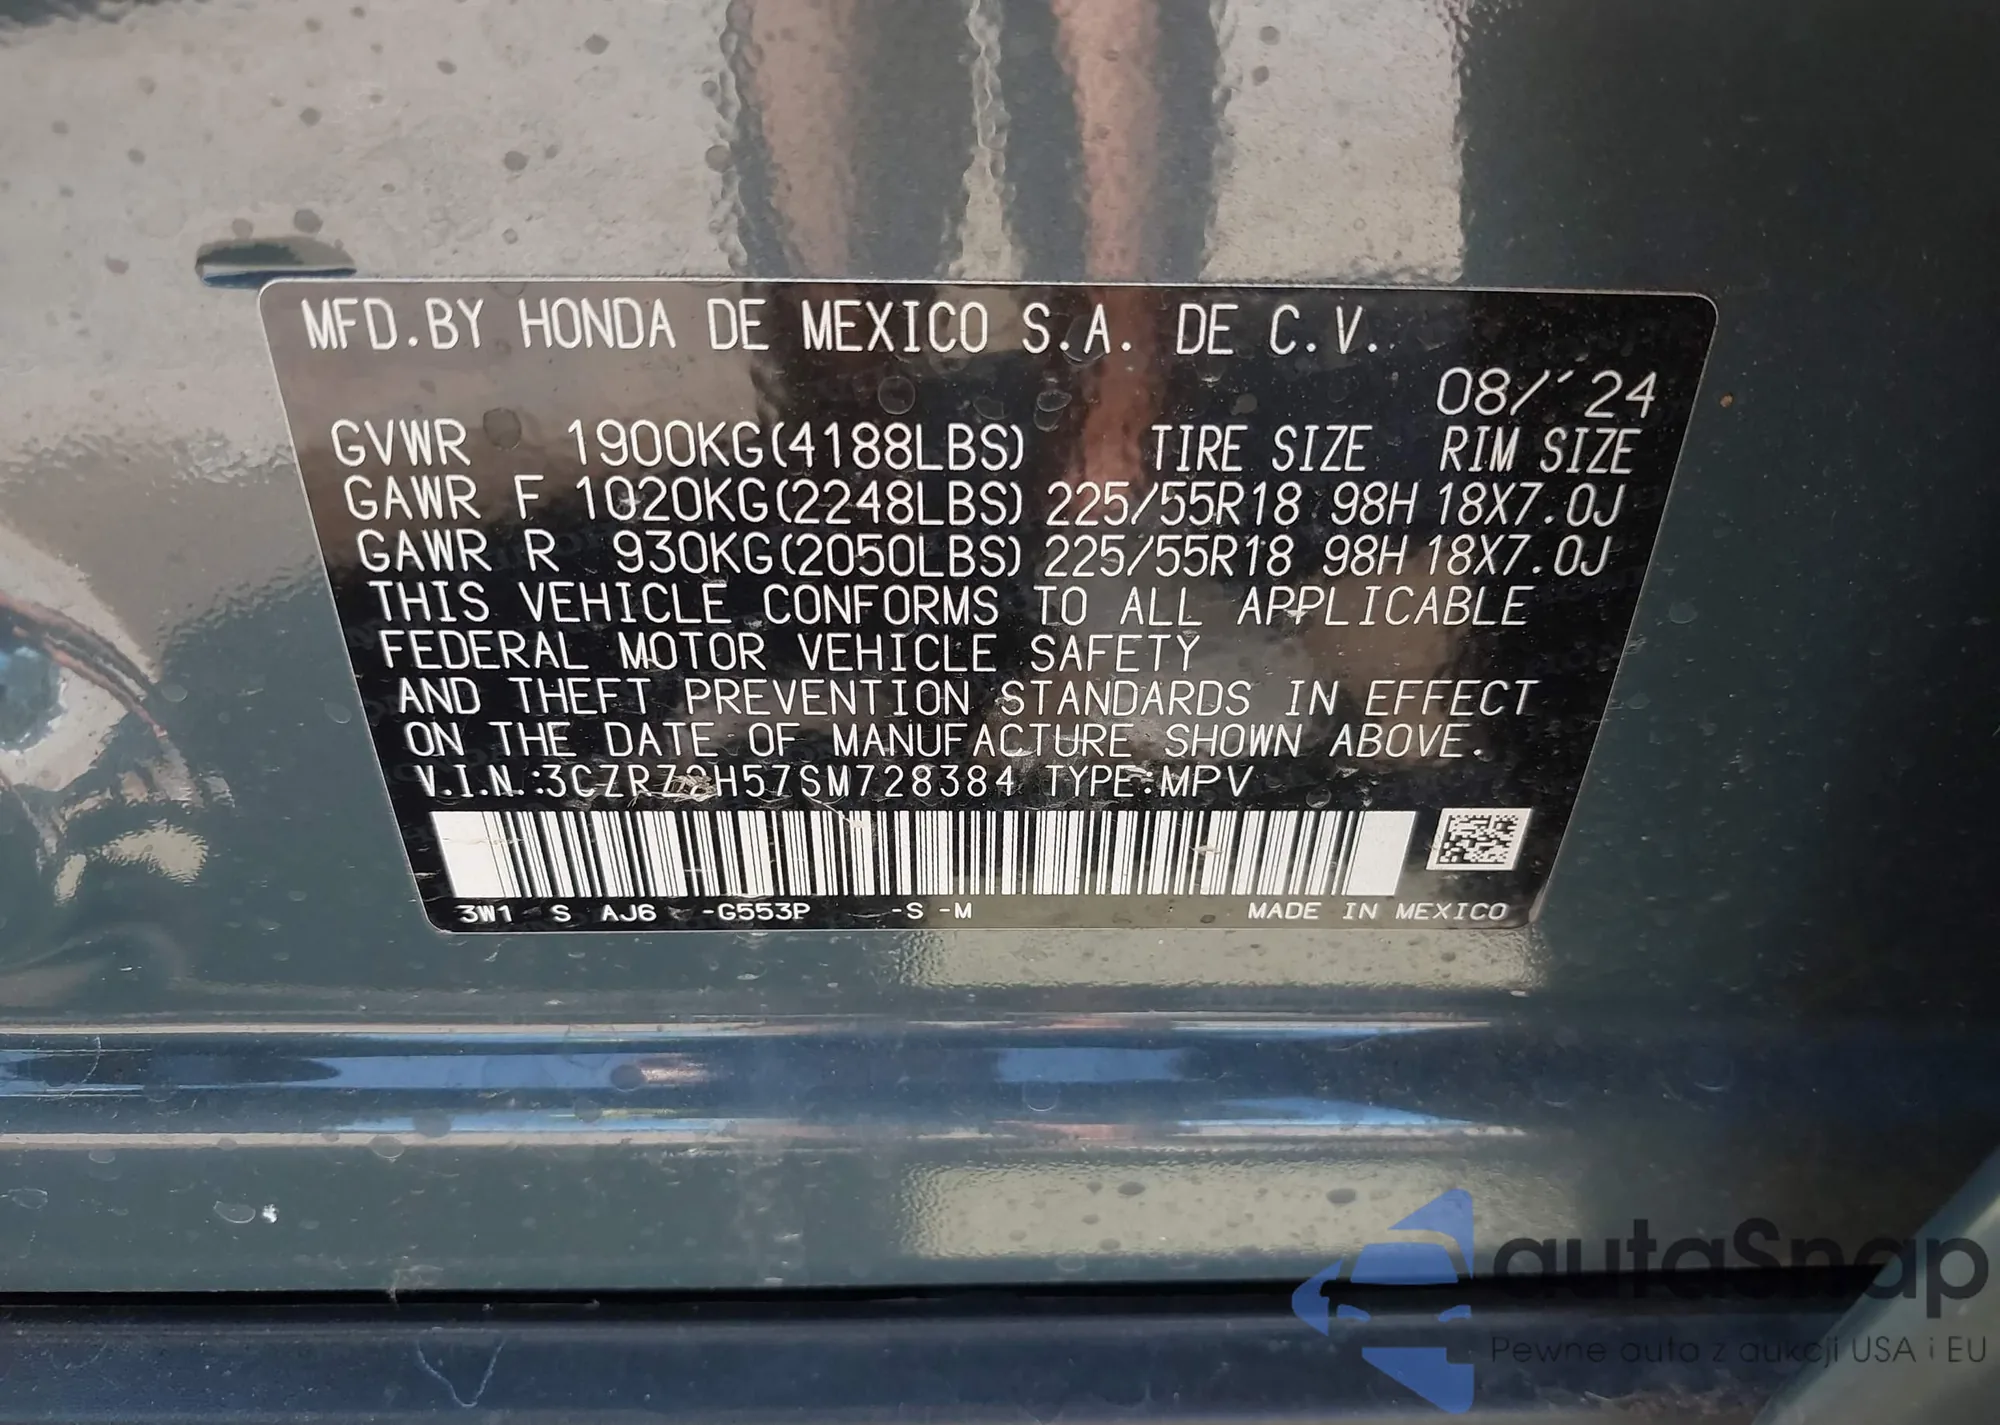 MFD.BY HONDA DE MEXICO S.A. DE C.V.
08/'24
GVWR 1900KG(4188LBS) TIRE SIZE RIM SIZE
GAWR F 1020KG(2248LBS) 225/55R18 98H 18X7.0J
GAWR R 930KG(2050LBS) 225/55R18 98H 18X7.0J
THIS VEHICLE CONFORMS TO ALL APPLICABLE
FEDERAL MOTOR VEHICLE SAFETY
AND THEFT PREVENTION STANDARDS IN EFFECT
ON THE DATE OF MANUFACTURE SHOWN ABOVE.
V.I.N.:3CZRZ2H57SM728384 TYPE:MPV
3W1 S AJ6 -G553P -S -M MADE IN MEXICO
autaSnap
Pewne auta z aukcji USA i EU